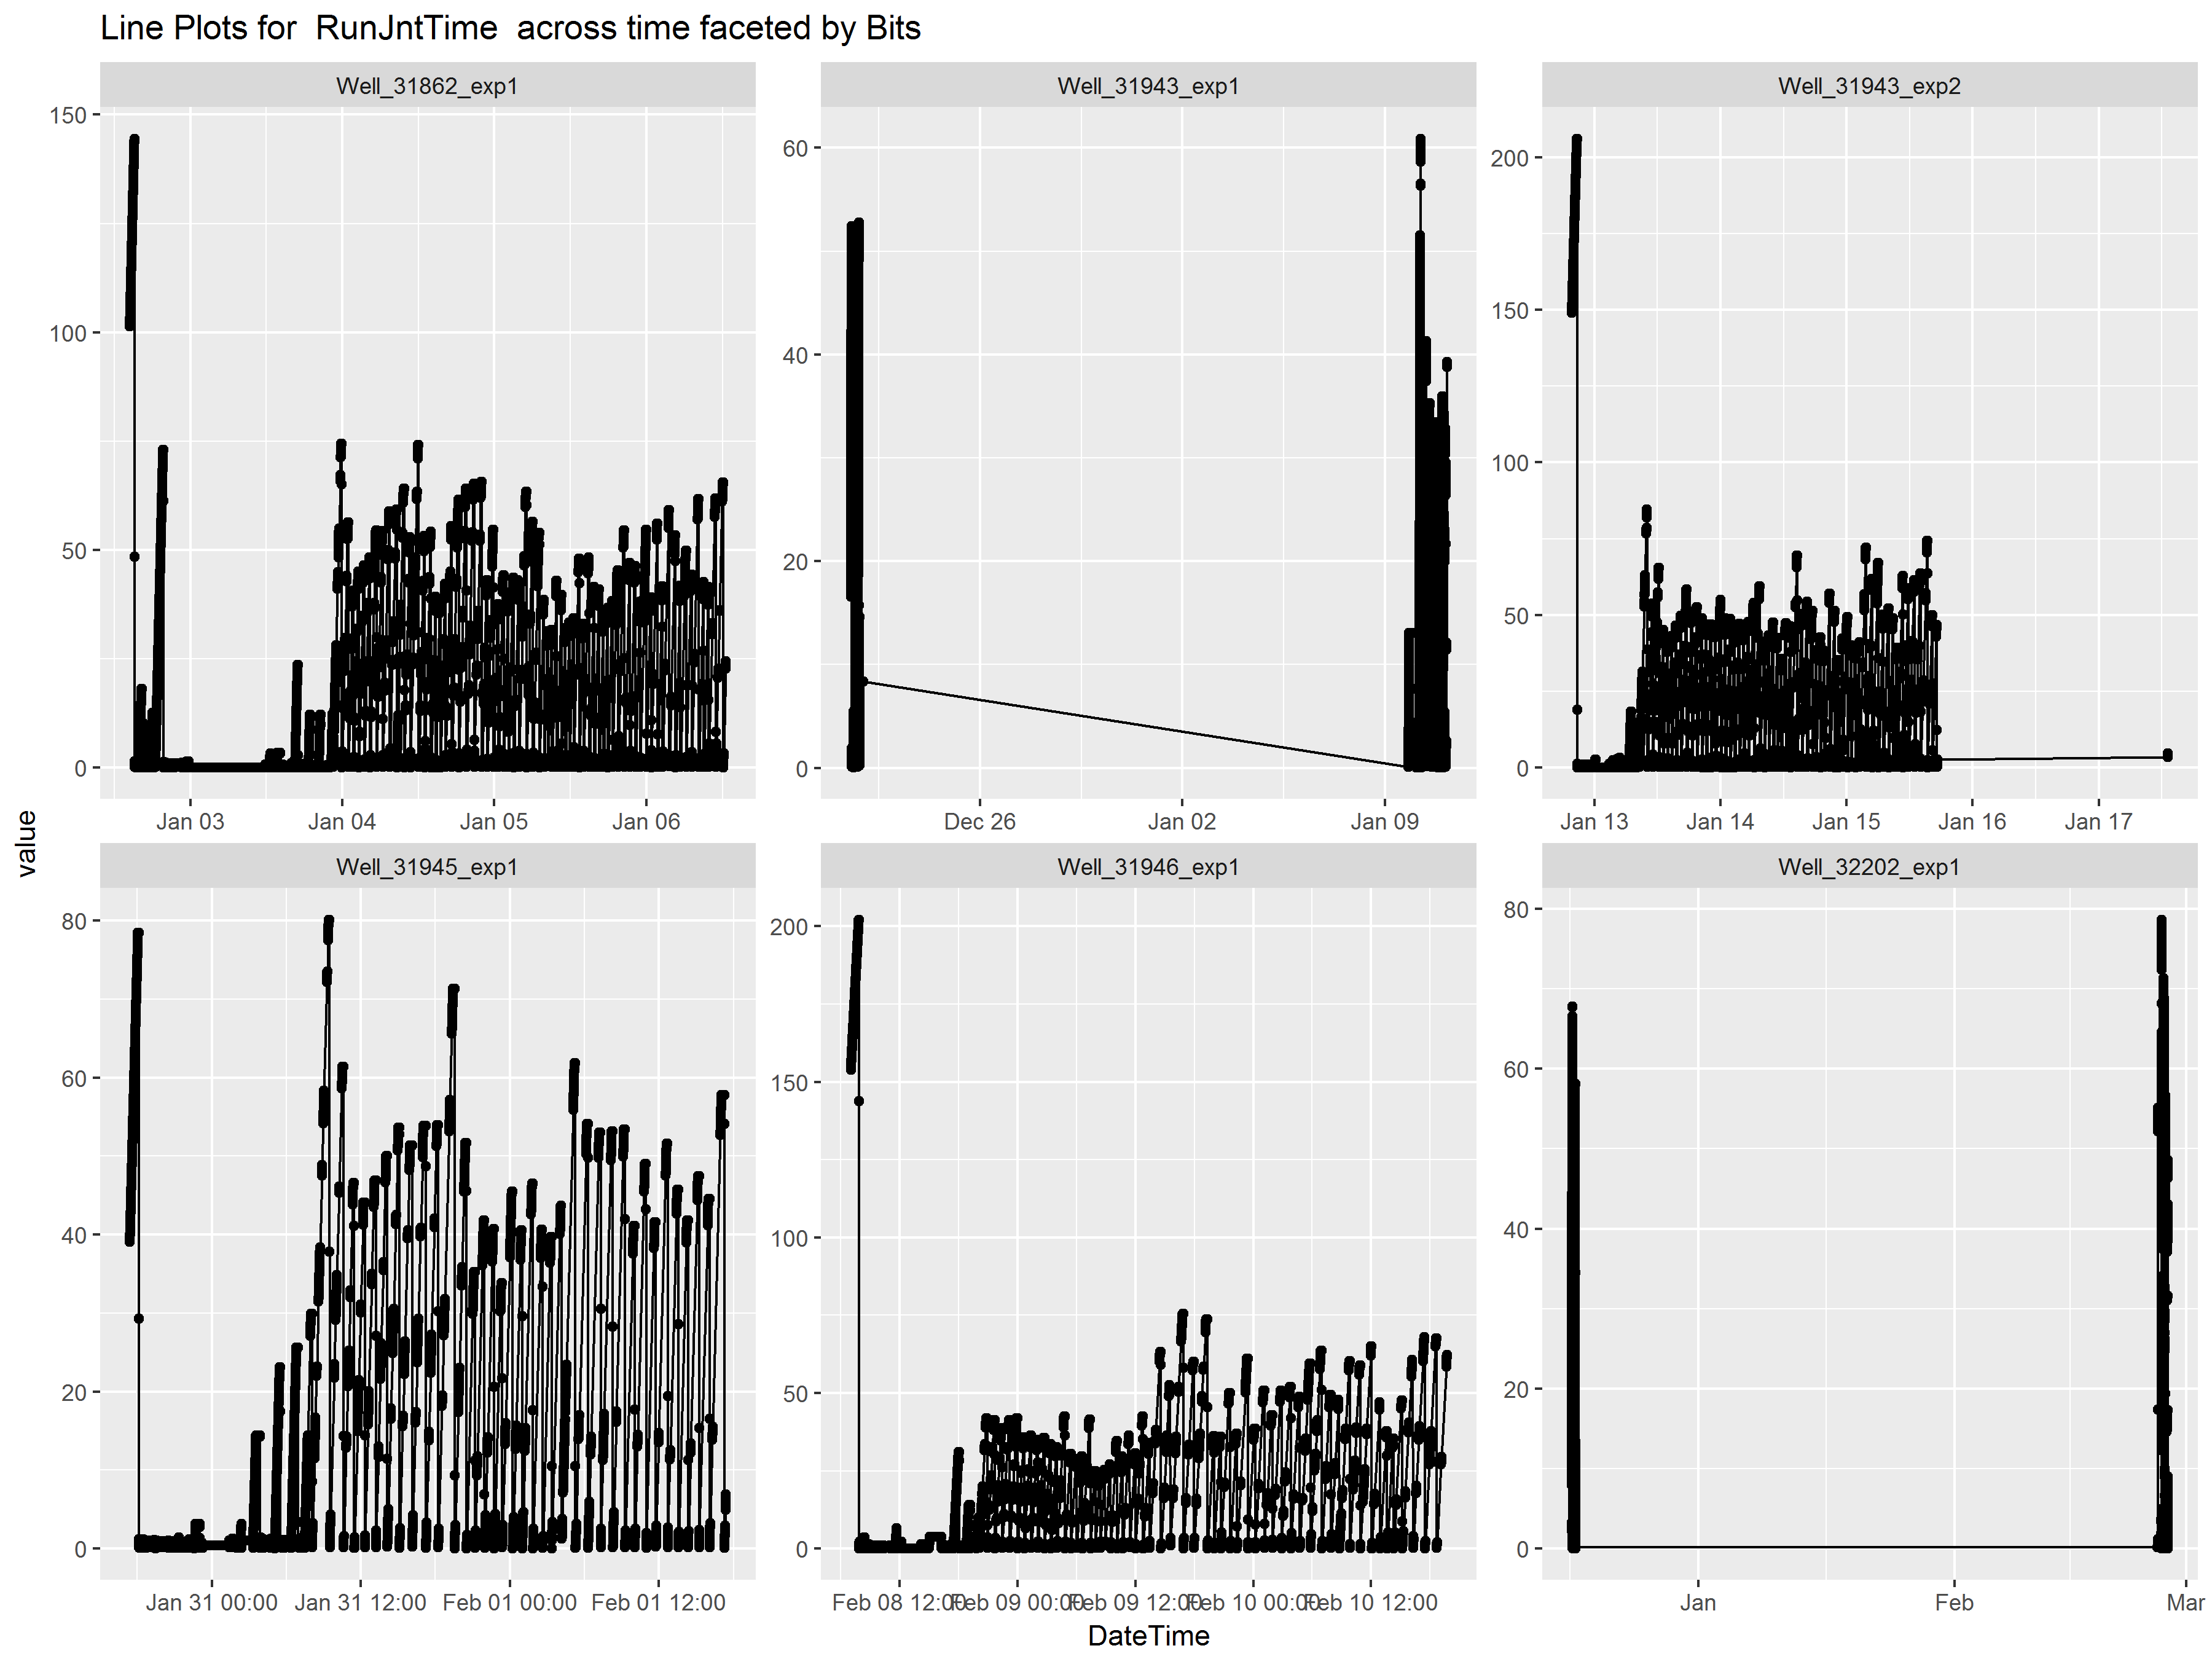 Line Plots for  RunJntTime  across time faceted by Bits
Well_31862_exp1
Well_31943_exp1
Well_31943_exp2
150
100
50
0
60
40
20
0
200
150
100
50
0
Jan 03 Jan 04 Jan 05 Jan 06
Dec 26 Jan 02 Jan 09
Jan 13 Jan 14 Jan 15 Jan 16 Jan 17
value
Well_31945_exp1
Well_31946_exp1
Well_32202_exp1
80
60
40
20
0
200
150
100
50
0
80
60
40
20
0
Jan 31 00:00 Jan 31 12:00 Feb 01 00:00 Feb 01 12:00
Feb 08 12:00 Feb 09 00:00 Feb 09 12:00 Feb 10 00:00 Feb 10 12:00
Jan Feb Mar
DateTime